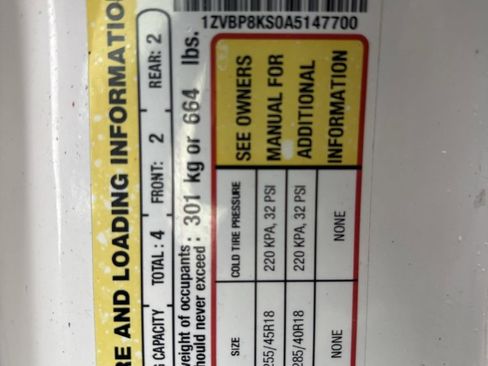 1ZVBP8KS0A5147700
RE AND LOADING INFORMATION
G CAPACITY TOTAL : 4 FRONT: 2 REAR: 2
weight of occupants
should never exceed : 301 kg or 664 lbs.
SIZE COLD TIRE PRESSURE SEE OWNERS
255/45R18 220 KPA, 32 PSI MANUAL FOR
285/40R18 220 KPA, 32 PSI ADDITIONAL
NONE NONE INFORMATION